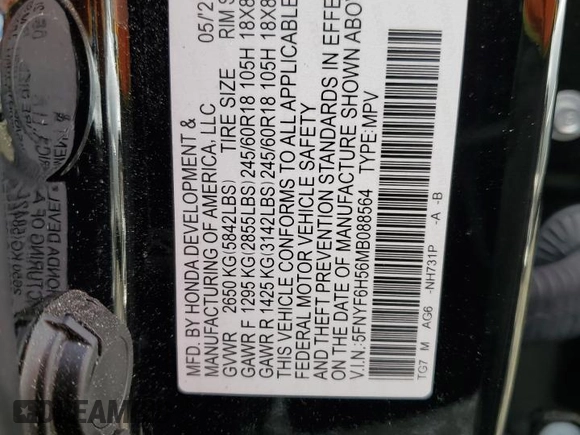 MFD. BY HONDA DEVELOPMENT &
MANUFACTURING OF AMERICA, LLC 05/'2
GVWR 2650 KG(5842LBS) TIRE SIZE RIM S
GAWR F 1295 KG(2855LBS)245/60R18 105H 18X8
GAWR R 1425 KG(3142LBS)245/60R18 105H 18X8
THIS VEHICLE CONFORMS TO ALL APPLICABLE
FEDERAL MOTOR VEHICLE SAFETY
AND THEFT PREVENTION STANDARDS IN EFFE
ON THE DATE OF MANUFACTURE SHOWN ABOV
V.I.N.:5FNYF6H56MB088564 TYPE:MPV
TG7 M AG6 -NH731P -A -B